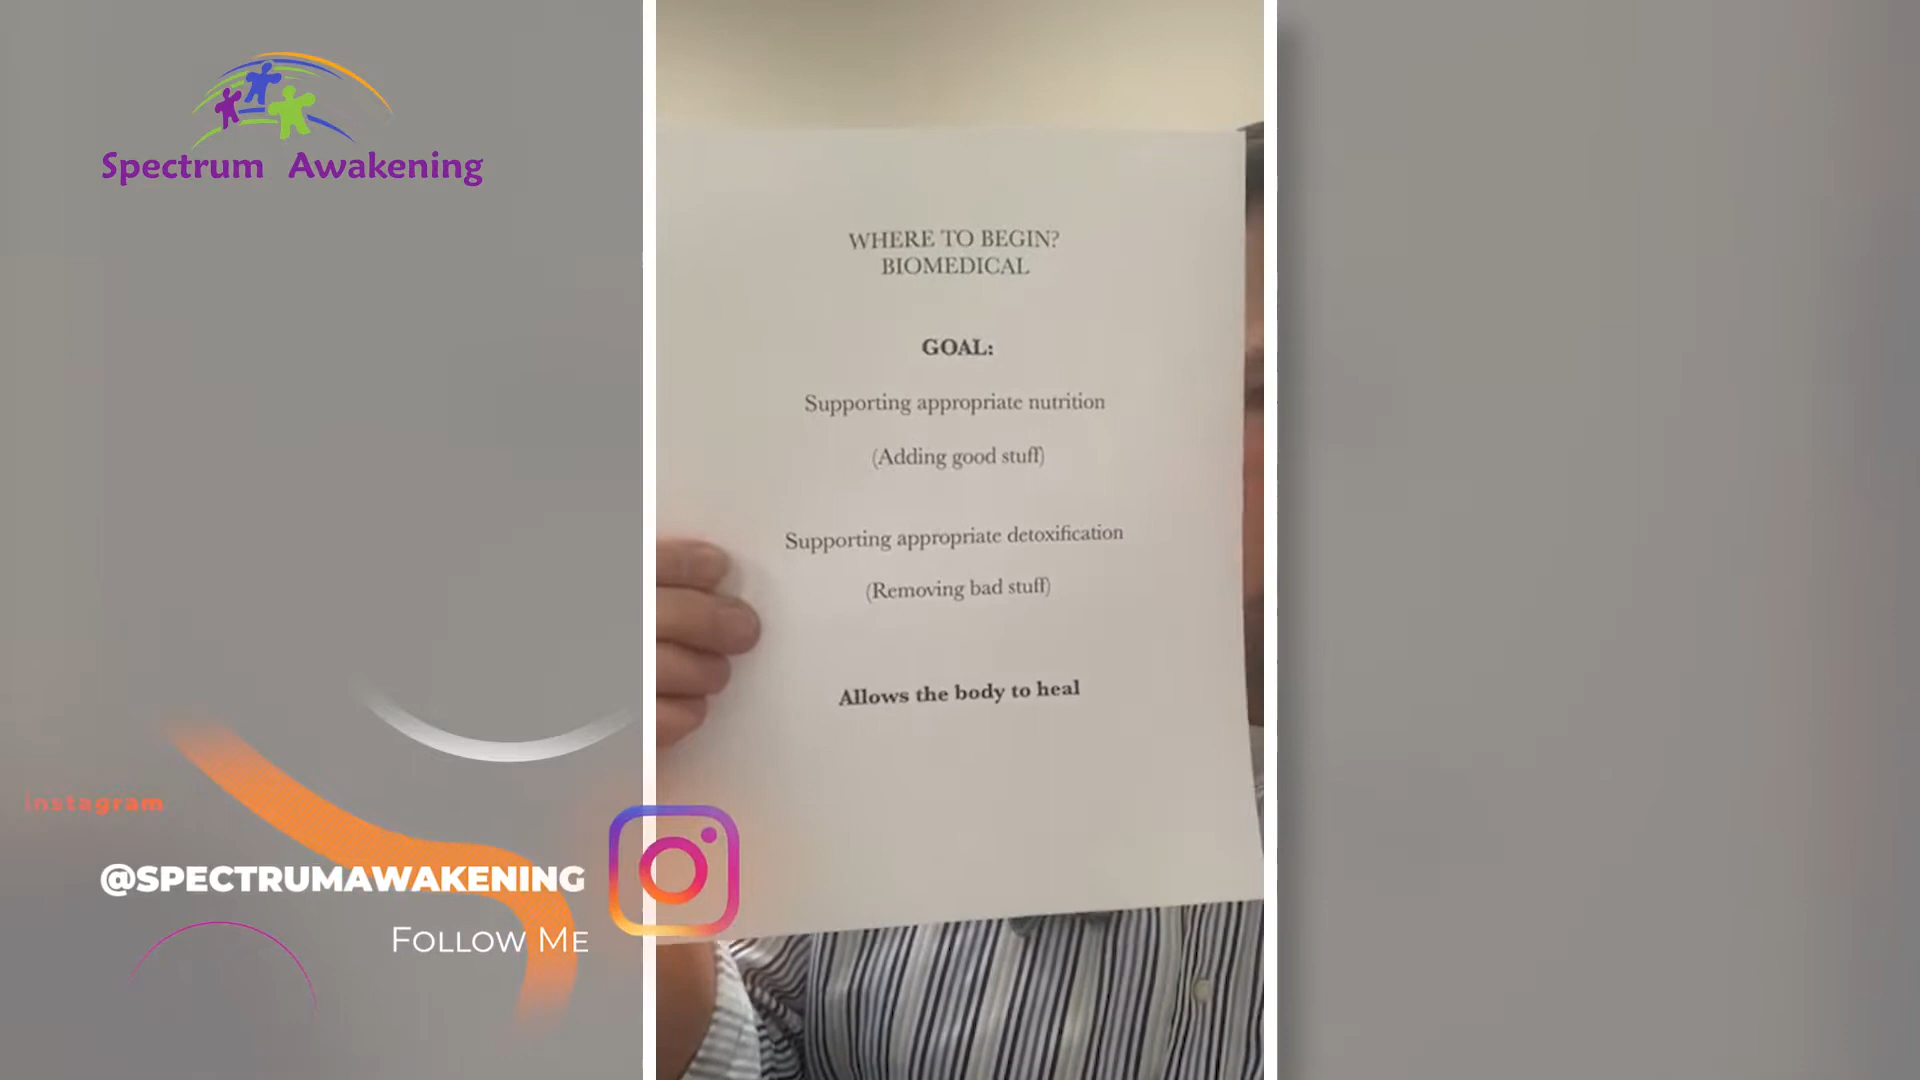 Spectrum Awakening
WHERE TO BEGIN?
BIOMEDICAL
GOAL:
Supporting appropriate nutrition
(Adding good stuff)
Supporting appropriate detoxification
(Removing bad stuff)
Allows the body to heal
instagram
@SPECTRUMAWAKENING
FOLLOW ME